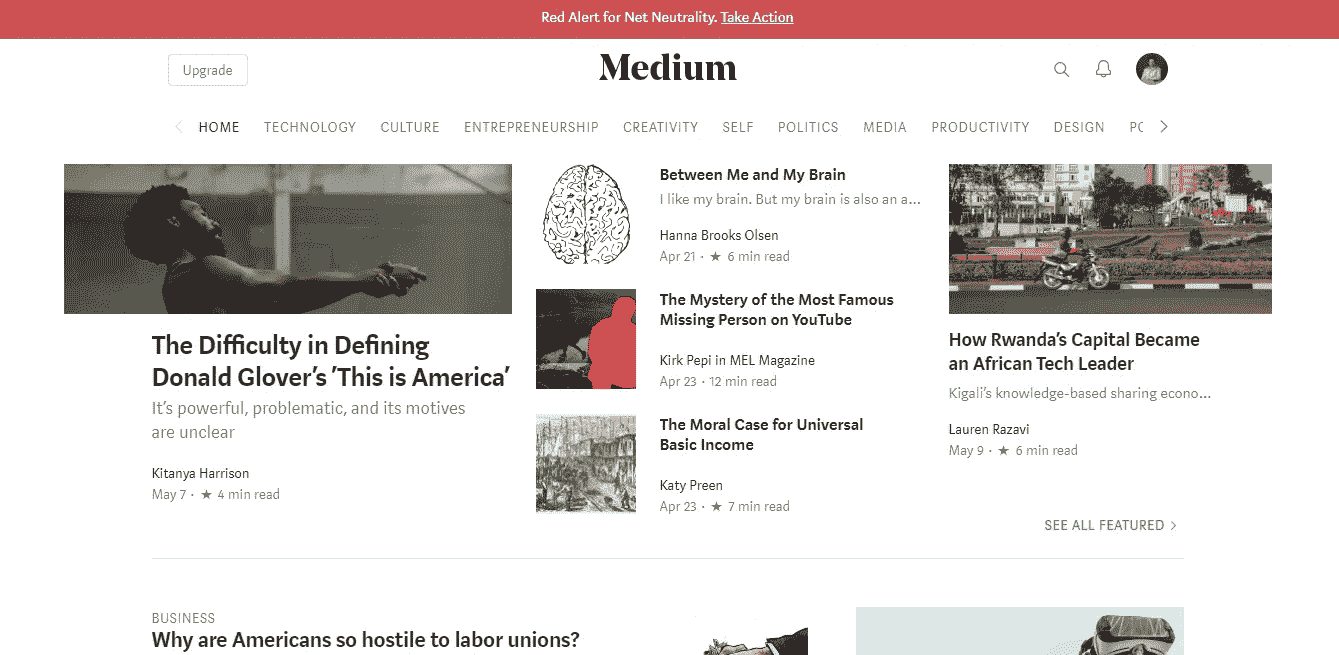 Red Alert for Net Neutrality. Take Action
Upgrade
Medium
HOME TECHNOLOGY CULTURE ENTREPRENEURSHIP CREATIVITY SELF POLITICS MEDIA PRODUCTIVITY DESIGN PO
The Difficulty in Defining
Donald Glover’s ’This is America’
It’s powerful, problematic, and its motives
are unclear
Kitanya Harrison
May 7 · ★ 4 min read
Between Me and My Brain
I like my brain. But my brain is also an a...
Hanna Brooks Olsen
Apr 21 · ★ 6 min read
The Mystery of the Most Famous
Missing Person on YouTube
Kirk Pepi in MEL Magazine
Apr 23 · 12 min read
The Moral Case for Universal
Basic Income
Katy Preen
Apr 23 · ★ 7 min read
How Rwanda’s Capital Became
an African Tech Leader
Kigali’s knowledge-based sharing econo...
Lauren Razavi
May 9 · ★ 6 min read
SEE ALL FEATURED
BUSINESS
Why are Americans so hostile to labor unions?